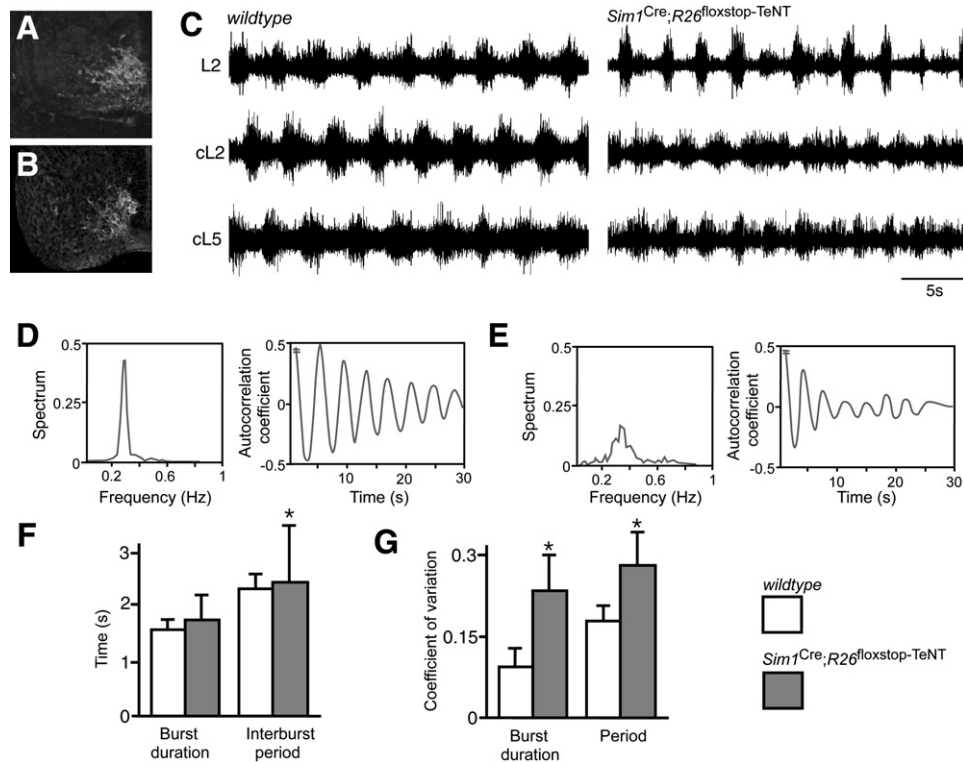 A
B
C
wildtype
Sim1Cre;R26floxstop-TeNT
L2
cL2
cL5
5s
D
0.5
0.25
0
Spectrum
0.2
0.6
1
Frequency (Hz)
0.5
0
-0.5
Autocorrelation
coefficient
10
20
30
Time (s)
E
0.5
0.25
0
Spectrum
0.2
0.6
1
Frequency (Hz)
0.5
0
-0.5
Autocorrelation
coefficient
10
20
30
Time (s)
F
3
2
1
0
Time (s)
*
Burst
duration
Interburst
period
G
0.3
0.15
0
Coefficient of variation
*
*
Burst
duration
Period
wildtype
Sim1Cre;R26floxstop-TeNT